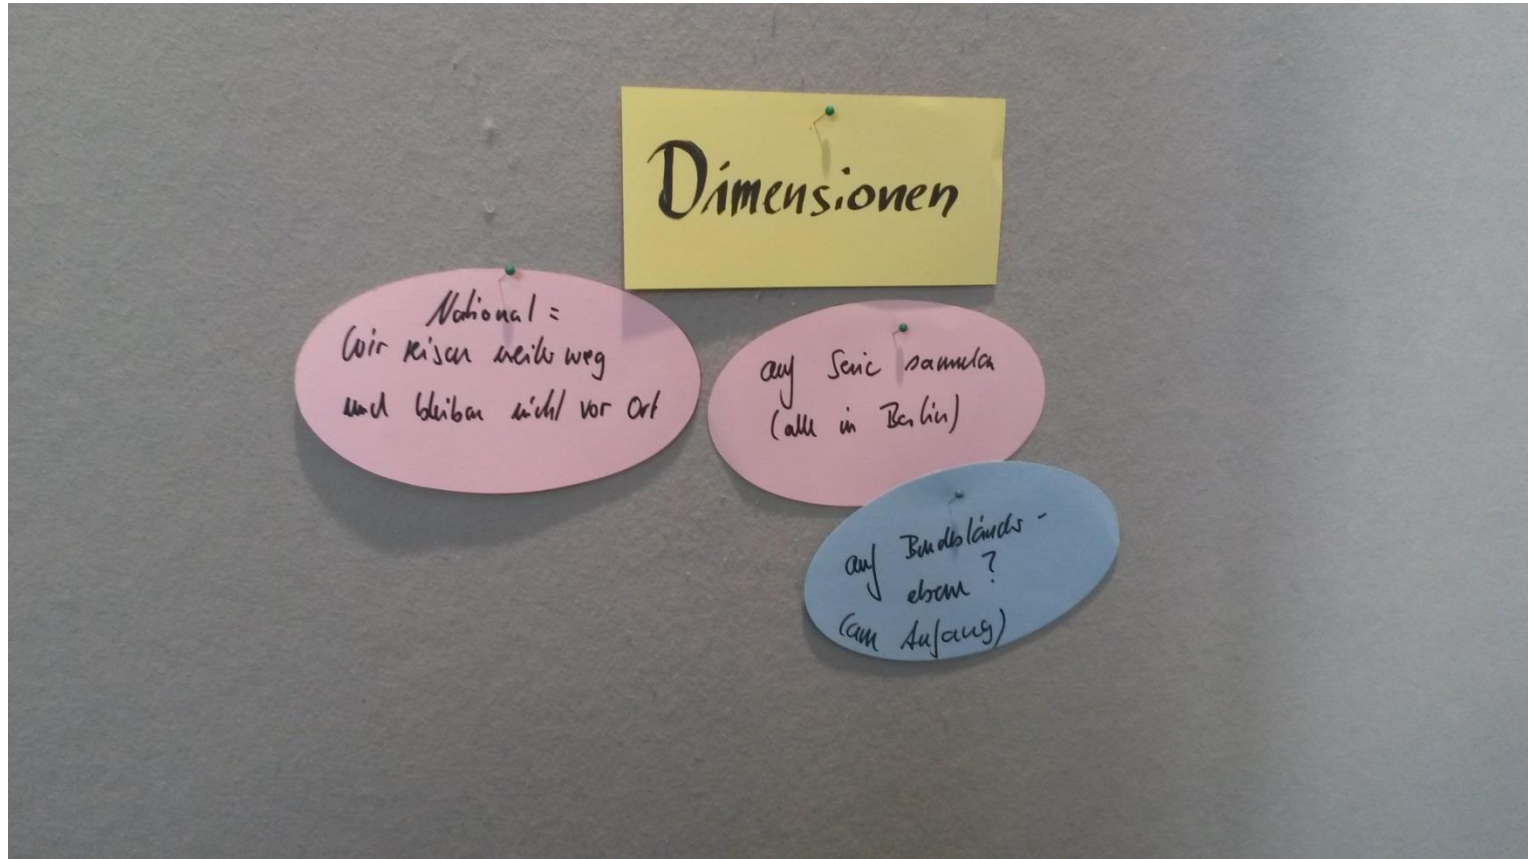 Dimensionen
National =
Wir reisen weiter weg
und bleiben nicht vor Ort
auf Seite sammeln
(alle in Berlin)
auf Bundesländer-
ebene?
(am Anfang)